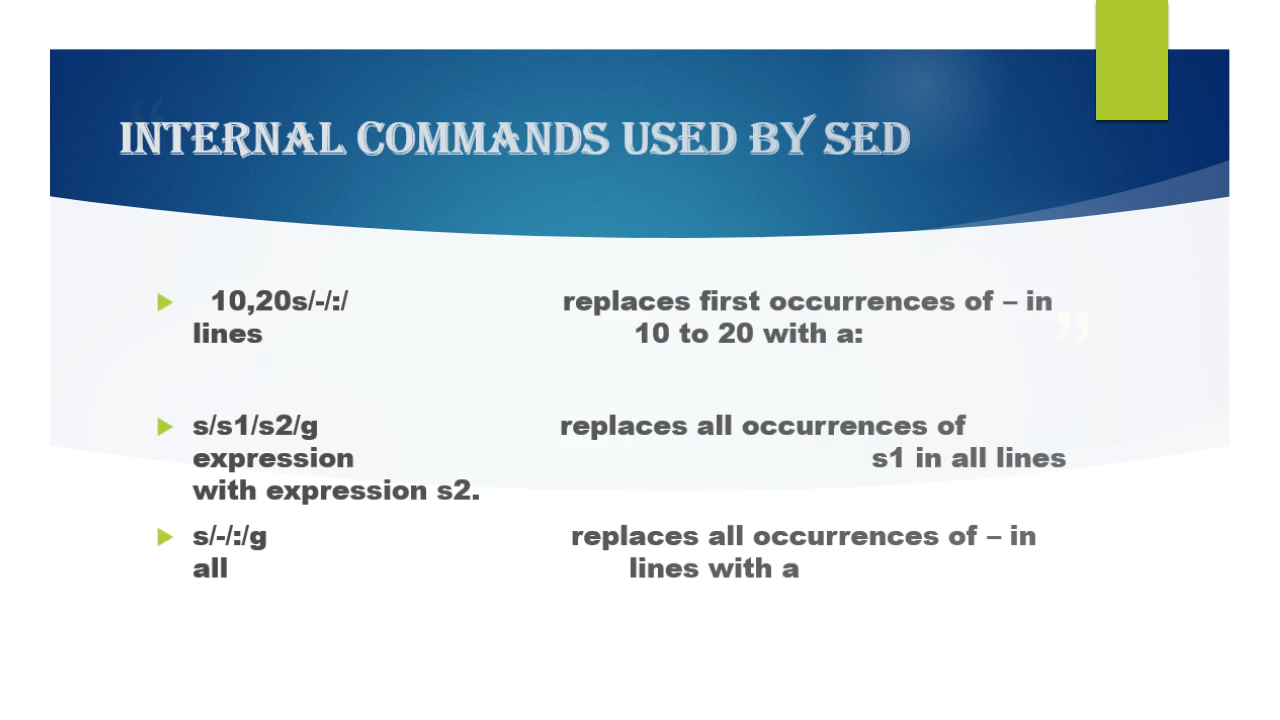 INTERNAL COMMANDS USED BY SED
10,20s/-/:/ replaces first occurrences of – in
lines 10 to 20 with a:
s/s1/s2/g replaces all occurrences of
expression s1 in all lines
with expression s2.
s/-/:/g replaces all occurrences of – in
all lines with a